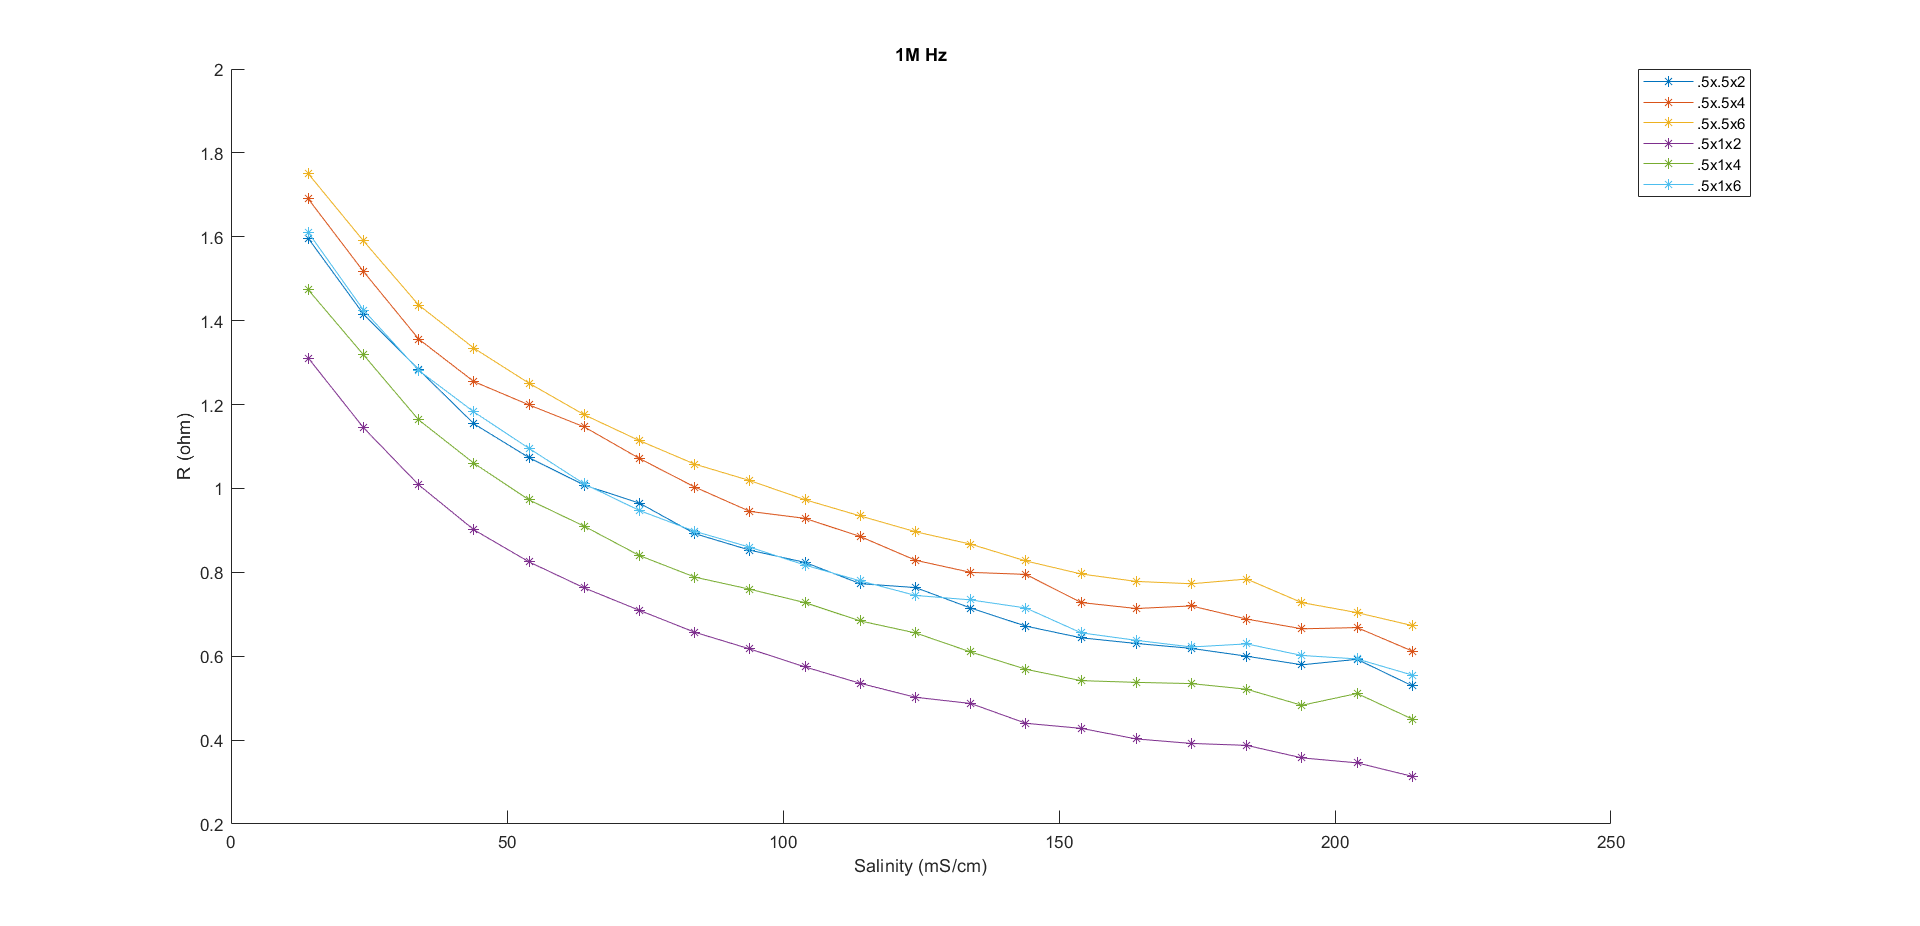 1M Hz
2
1.8
1.6
1.4
1.2
1
0.8
0.6
0.4
0.2
R (ohm)
0 50 100 150 200 250
Salinity (mS/cm)
.5x.5x2
.5x.5x4
.5x.5x6
.5x1x2
.5x1x4
.5x1x6